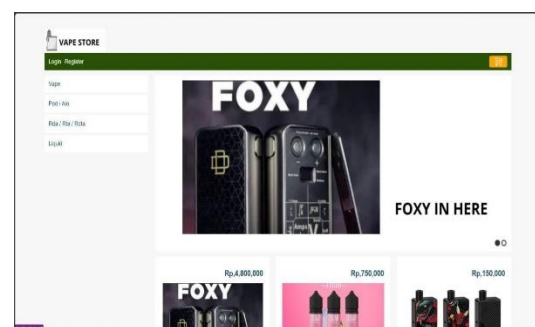 VAPE STORE
Login Register
Vape
Pod / Aio
Rda / Rta / Rdta
Liquid
FOXY
FOXY IN HERE
Rp.4,800,000
Rp.750,000
Rp.150,000
FOXY